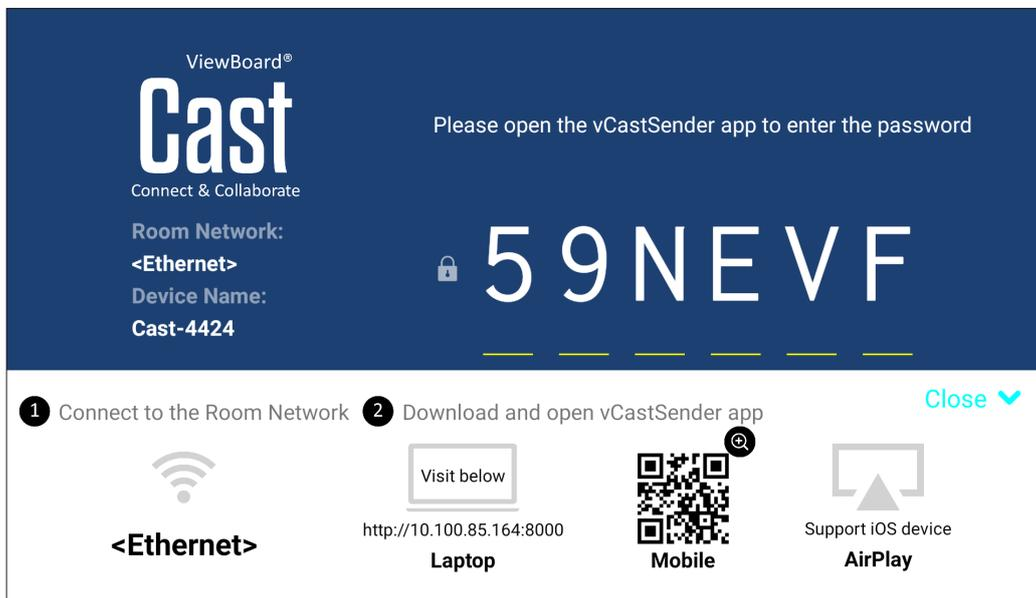 ViewBoard®
Cast
Connect & Collaborate
Please open the vCastSender app to enter the password
Room Network:
<Ethernet>
Device Name:
Cast-4424
59NEVF
1 Connect to the Room Network
2 Download and open vCastSender app
Close
<Ethernet>
Visit below
http://10.100.85.164:8000
Laptop
Mobile
Support iOS device
AirPlay